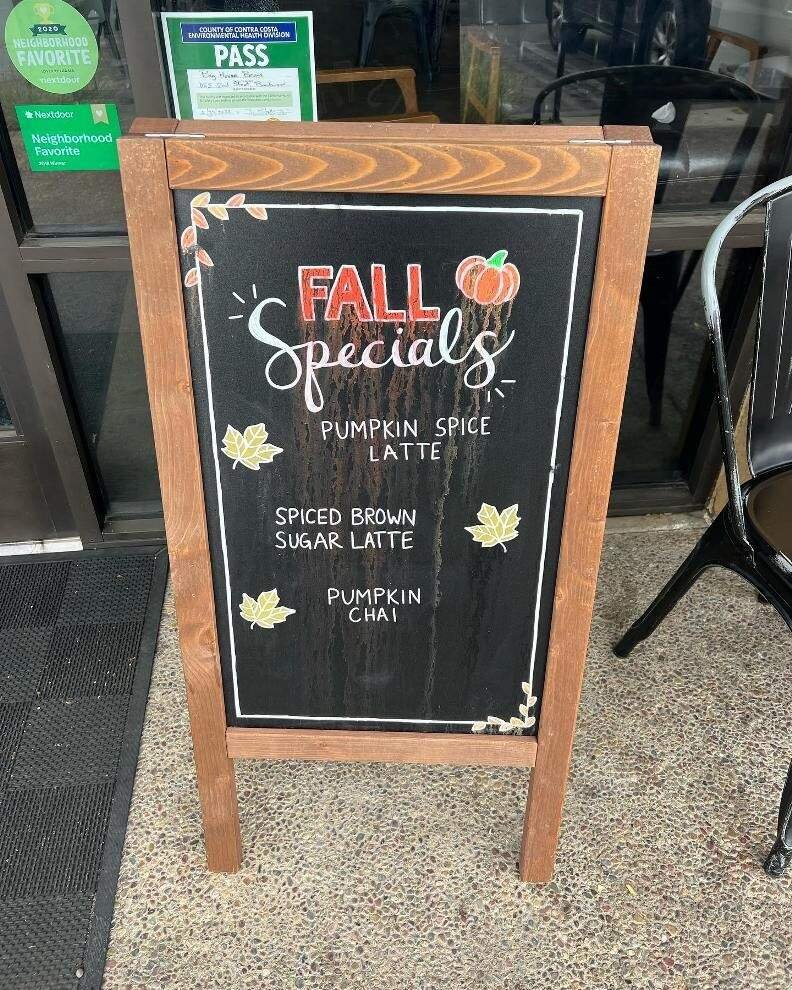 2020
NEIGHBORHOOD
FAVORITE
nextdoor
Nextdoor
Neighborhood
Favorite
COUNTY OF CONTRA COSTA
ENVIRONMENTAL HEALTH DIVISION
PASS
FALL
Specials
PUMPKIN SPICE
LATTE
SPICED BROWN
SUGAR LATTE
PUMPKIN
CHAI